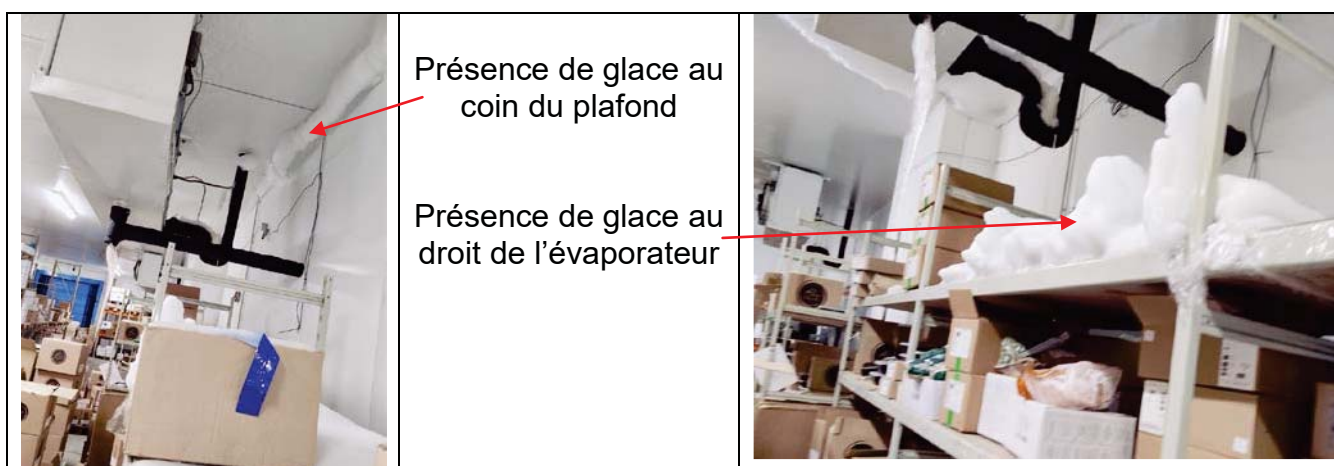 Présence de glace au
coin du plafond
Présence de glace au
droit de l’évaporateur